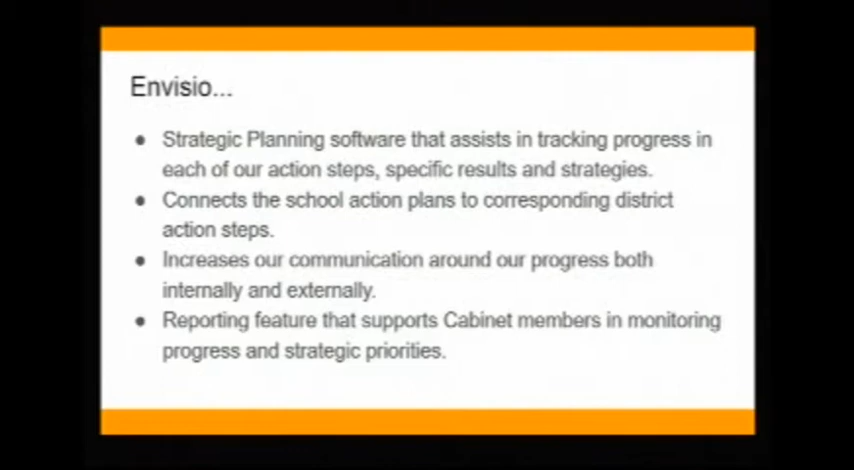 Envisio...
● Strategic Planning software that assists in tracking progress in
each of our action steps, specific results and strategies.
● Connects the school action plans to corresponding district
action steps.
● Increases our communication around our progress both
internally and externally.
● Reporting feature that supports Cabinet members in monitoring
progress and strategic priorities.